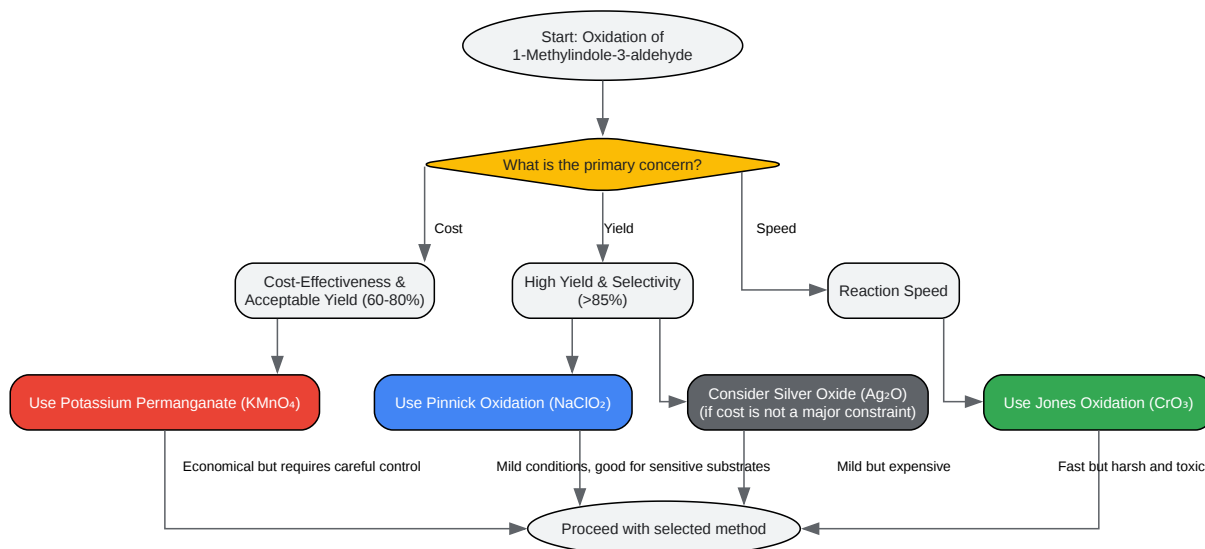 Start: Oxidation of
1-Methylindole-3-aldehyde
What is the primary concern?
Cost
Yield
Speed
Cost-Effectiveness &
Acceptable Yield (60-80%)
High Yield & Selectivity
(>85%)
Reaction Speed
Use Potassium Permanganate (KMnO₄)
Use Pinnick Oxidation (NaClO₂)
Consider Silver Oxide (Ag₂O)
(if cost is not a major constraint)
Use Jones Oxidation (CrO₃)
Economical but requires careful control
Mild conditions, good for sensitive substrates
Mild but expensive
Fast but harsh and toxic
Proceed with selected method